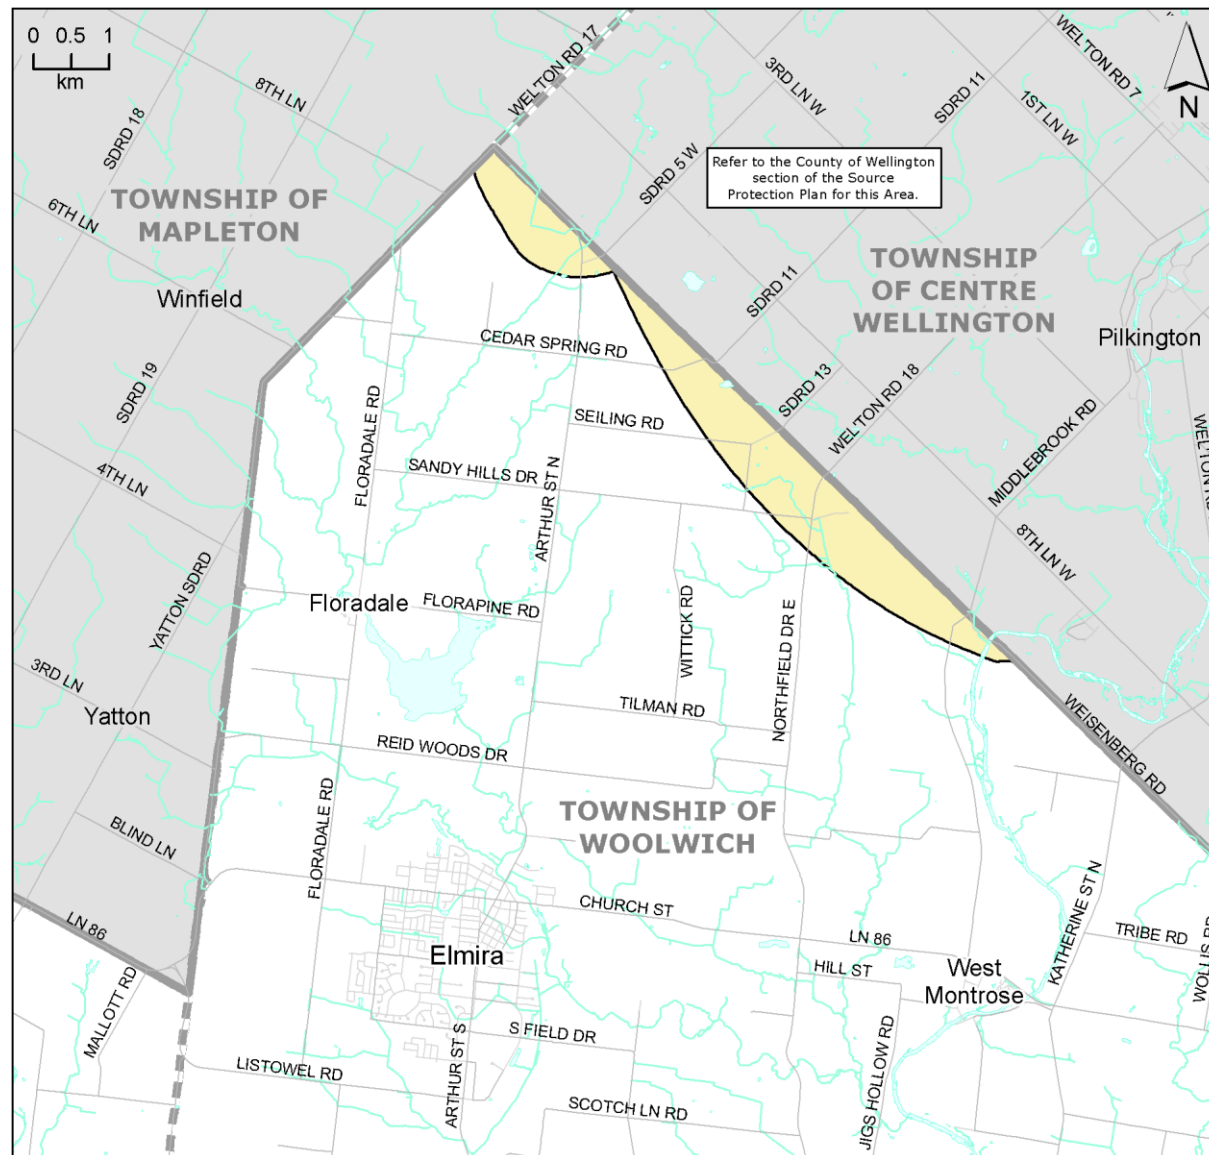 0 0.5 1
km
WEL'TON RD 17
WEL'TON RD 7
N
8TH LN
SDRD 18
3RD LN W
SDRD 11
1ST LN W
SDRD 5 W
Refer to the County of Wellington
section of the Source
Protection Plan for this Area.
TOWNSHIP OF
MAPLETON
6TH LN
Winfield
TOWNSHIP
OF CENTRE
WELLINGTON
SDRD 11
Pilkington
CEDAR SPRING RD
SDRD 19
FLORADALE RD
SEILING RD
SDRD 13
WEL'TON RD 18
MIDDLEBROOK RD
4TH LN
SANDY HILLS DR
ARTHUR ST N
8TH LN W
YATTON SDRD
Floradale
FLORAPINE RD
WITTICK RD
NORTHFIELD DR E
3RD LN
Yatton
TILMAN RD
WEISENBERG RD
REID WOODS DR
FLORADALE RD
TOWNSHIP OF
WOOLWICH
BLIND LN
CHURCH ST
LN 86
LN 86
KATHERINE ST N
TRIBE RD
Elmira
HILL ST
West
Montrose
MALLOTT RD
S FIELD DR
ARTHUR ST S
JIGS HOLLOW RD
LISTOWEL RD
SCOTCH LN RD